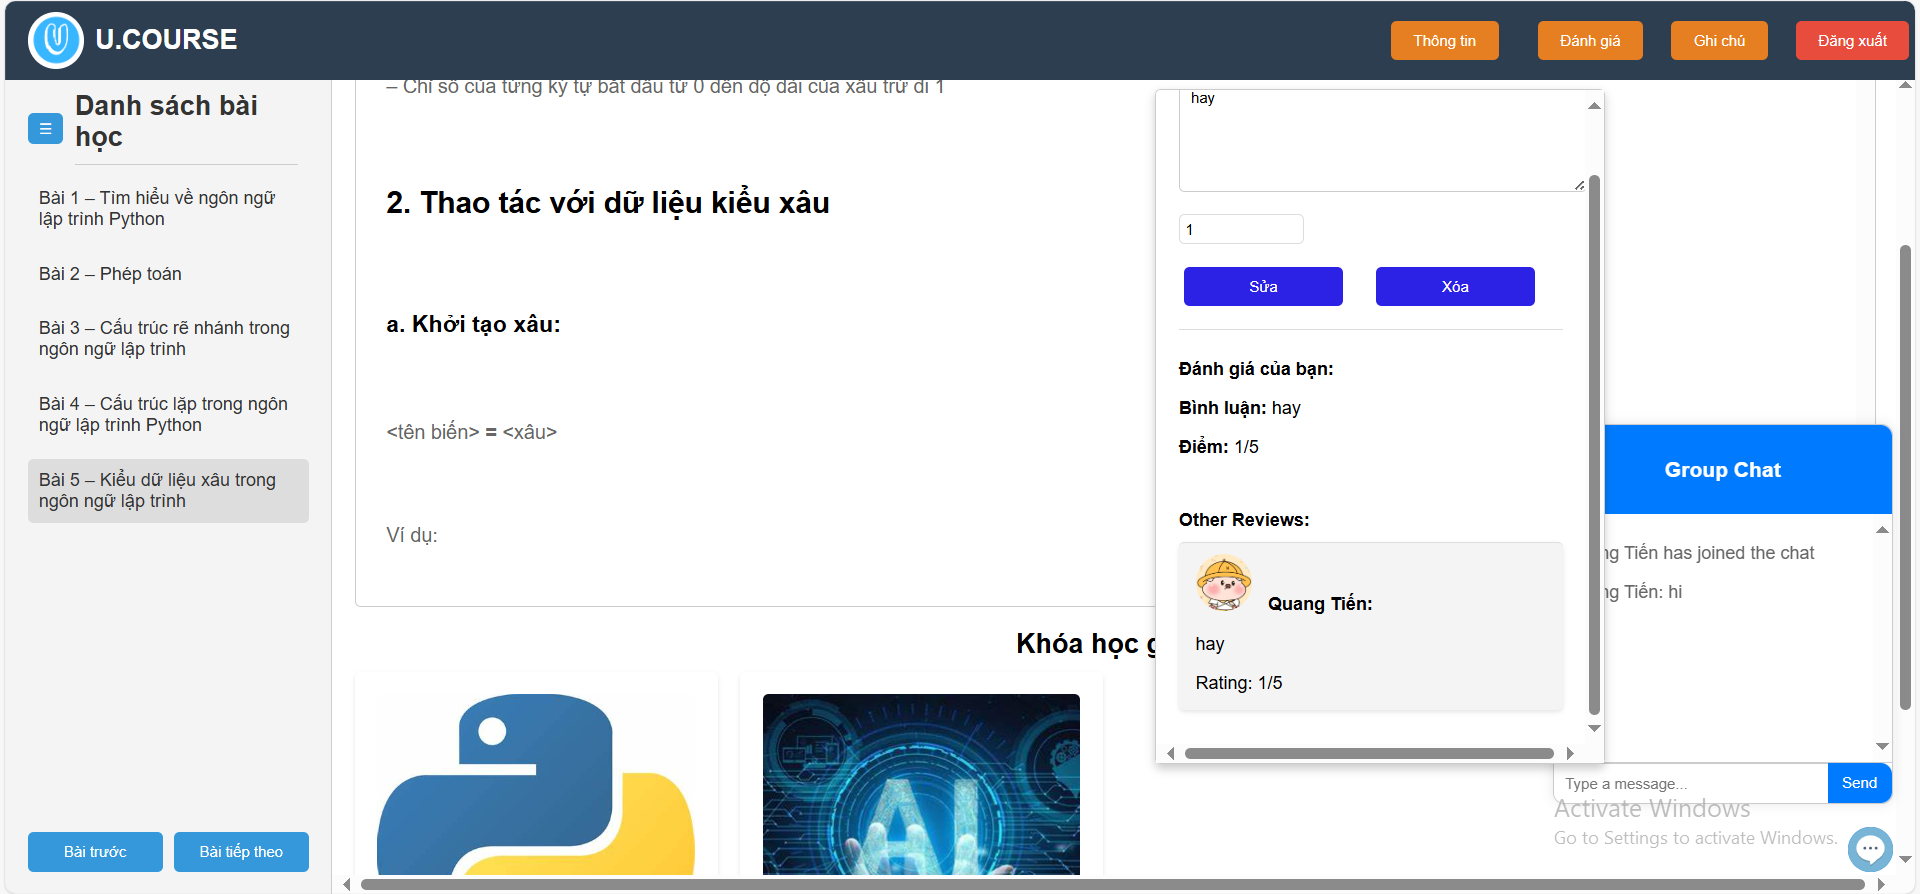 U.COURSE
Thông tin
Đánh giá
Ghi chú
Đăng xuất
Danh sách bài
học
Bài 1 – Tìm hiểu về ngôn ngữ
lập trình Python
Bài 2 – Phép toán
Bài 3 – Cấu trúc rẽ nhánh trong
ngôn ngữ lập trình
Bài 4 – Cấu trúc lặp trong ngôn
ngữ lập trình Python
Bài 5 – Kiểu dữ liệu xâu trong
ngôn ngữ lập trình
Bài trước
Bài tiếp theo
– Chỉ số của từng ký tự bắt đầu từ 0 đến độ dài của xâu trừ đi 1
2. Thao tác với dữ liệu kiểu xâu
a. Khởi tạo xâu:
<tên biến> = <xâu>
Ví dụ:
Khóa học g
AI
hay
1
Sửa
Xóa
Đánh giá của bạn:
Bình luận: hay
Điểm: 1/5
Other Reviews:
Quang Tiến:
hay
Rating: 1/5
Group Chat
ng Tiến has joined the chat
ng Tiến: hi
Type a message...
Send
Activate Windows
Go to Settings to activate Windows.